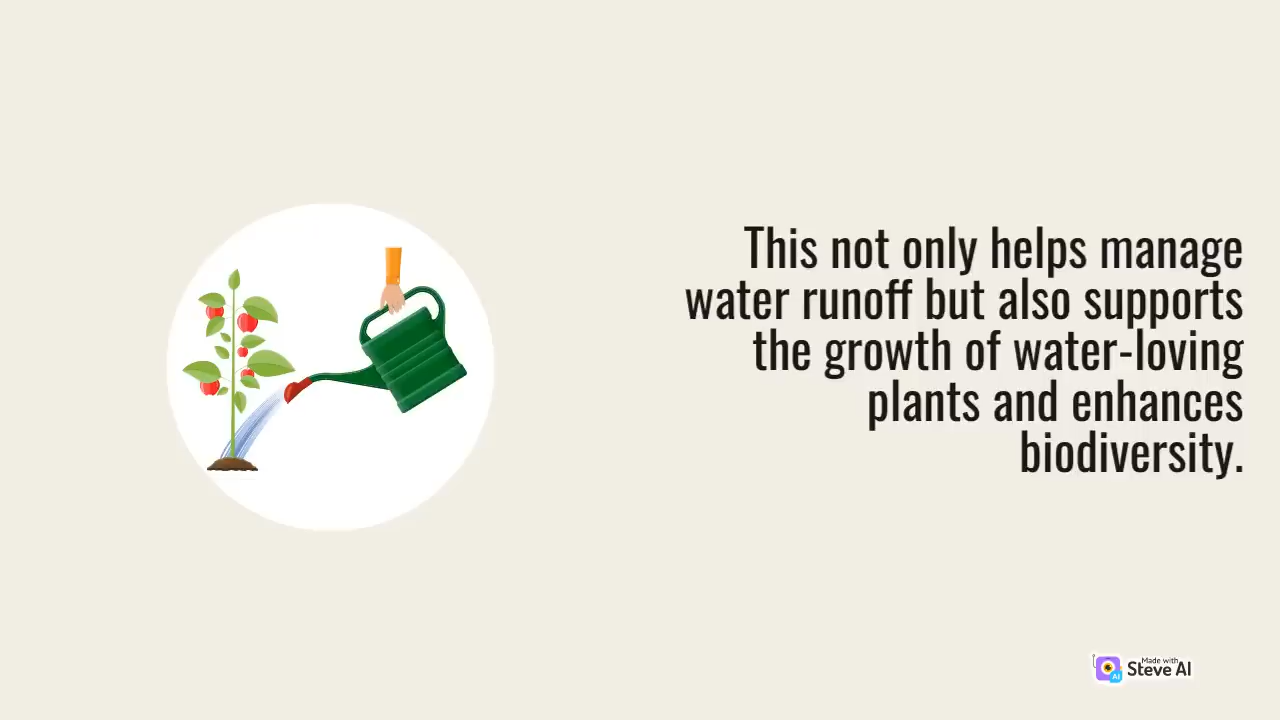 This not only helps manage
water runoff but also supports
the growth of water-loving
plants and enhances
biodiversity.
Made with
Steve AI
AI